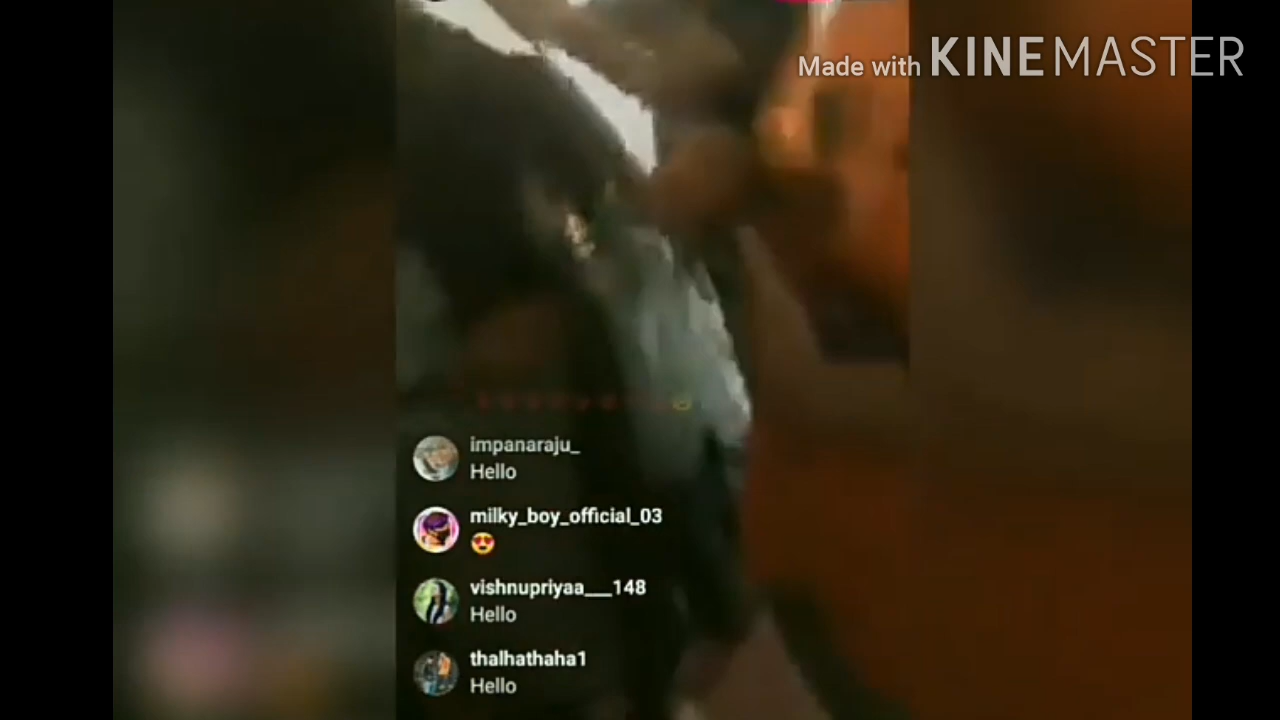 Made with KINEMASTER
impanaraju_
Hello
milky_boy_official_03
😍
vishnupriyaa___148
Hello
thalhathaha1
Hello